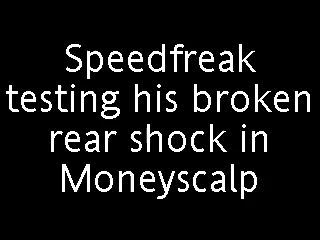 Speedfreak
testing his broken
rear shock in
Moneyscalp